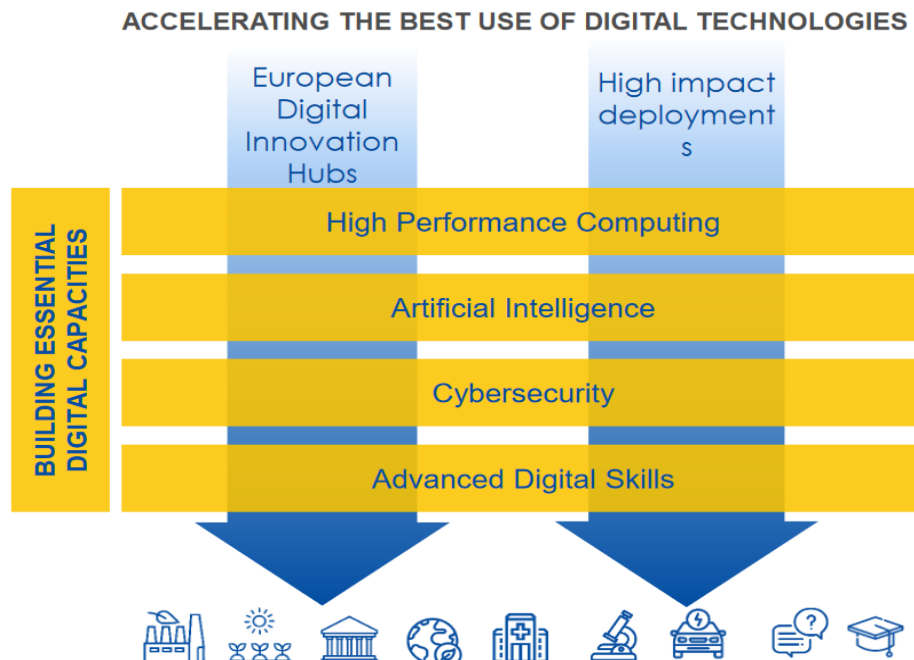 ACCELERATING THE BEST USE OF DIGITAL TECHNOLOGIES
European
Digital
Innovation
Hubs
High impact
deployment
s
BUILDING ESSENTIAL
DIGITAL CAPACITIES
High Performance Computing
Artificial Intelligence
Cybersecurity
Advanced Digital Skills
?